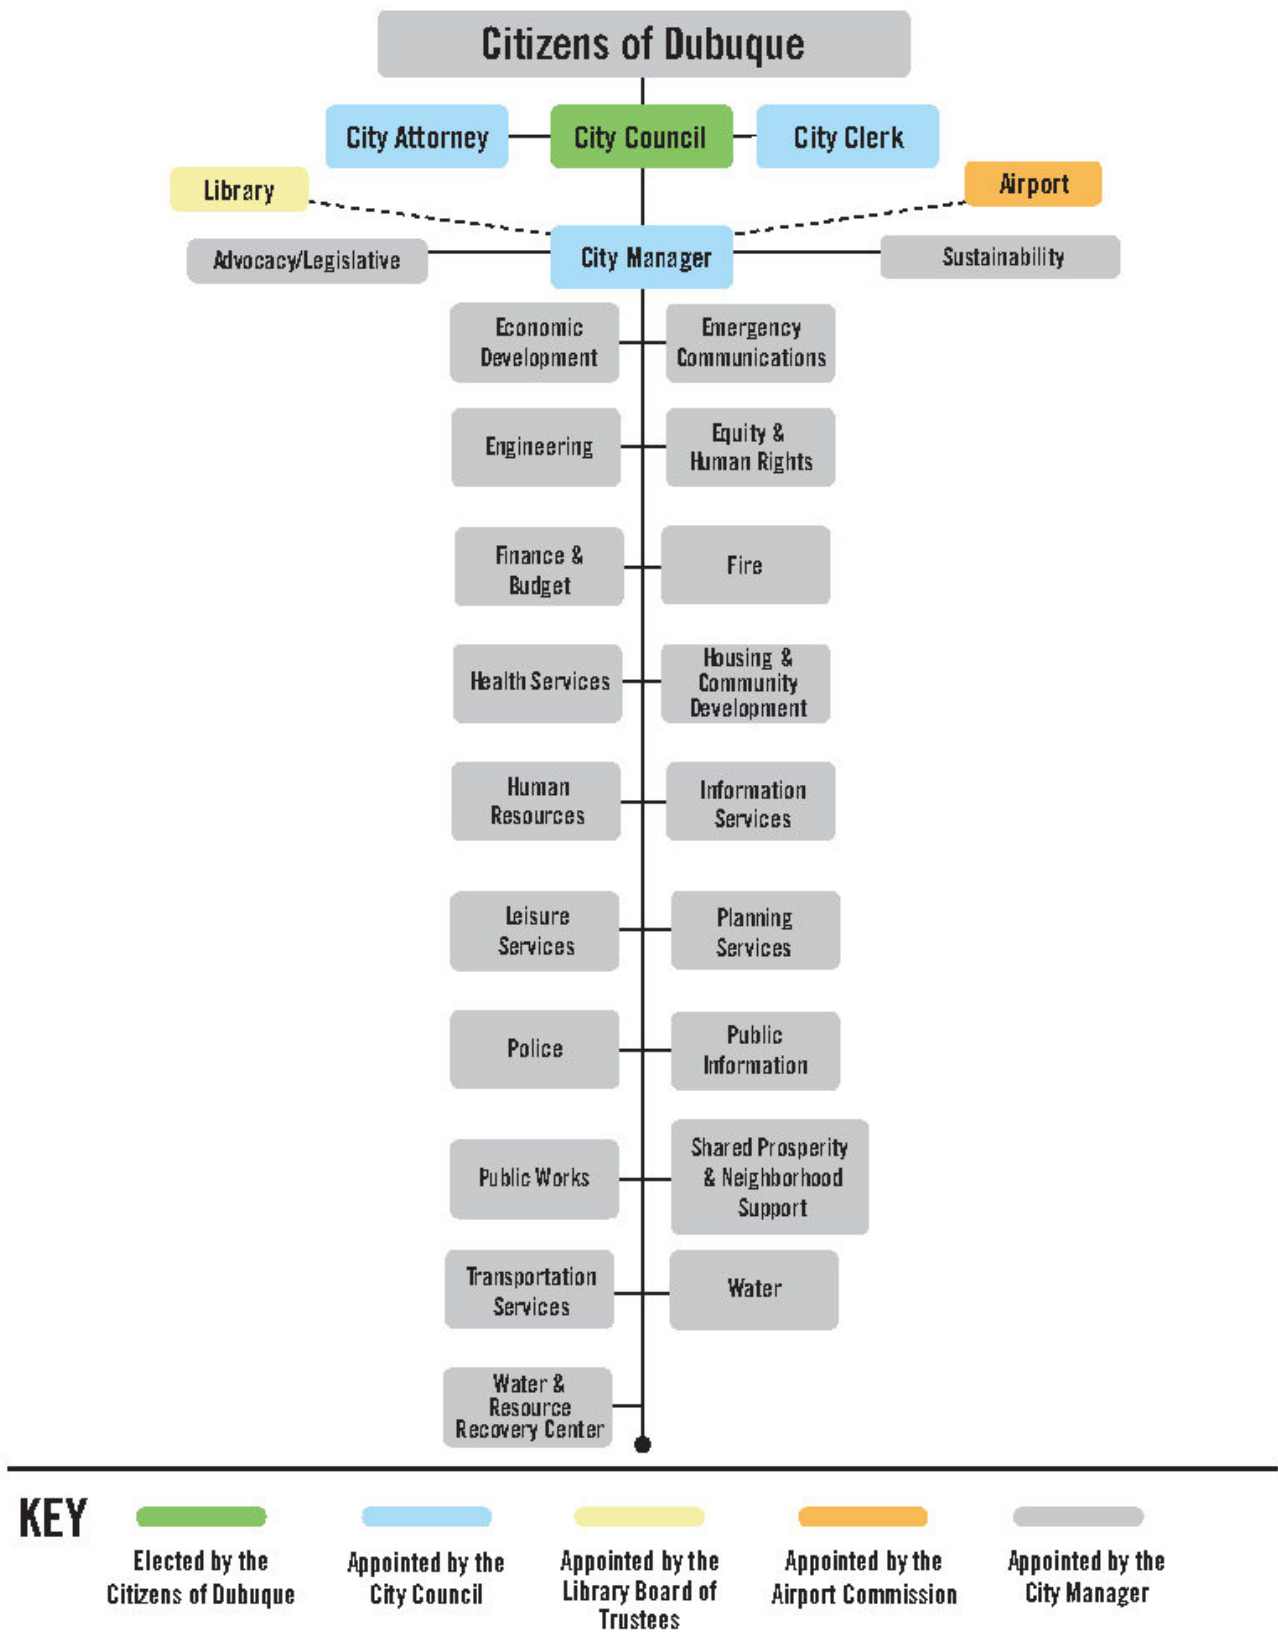 Citizens of Dubuque
City Attorney
City Council
City Clerk
Library
Airport
Advocacy/Legislative
City Manager
Sustainability
Economic
Development
Emergency
Communications
Engineering
Equity &
Human Rights
Finance &
Budget
Fire
Health Services
Housing &
Community
Development
Human
Resources
Information
Services
Leisure
Services
Planning
Services
Police
Public
Information
Public Works
Shared Prosperity
& Neighborhood
Support
Transportation
Services
Water
Water &
Resource
Recovery Center
KEY
Elected by the
Citizens of Dubuque
Appointed by the
City Council
Appointed by the
Library Board of
Trustees
Appointed by the
Airport Commission
Appointed by the
City Manager